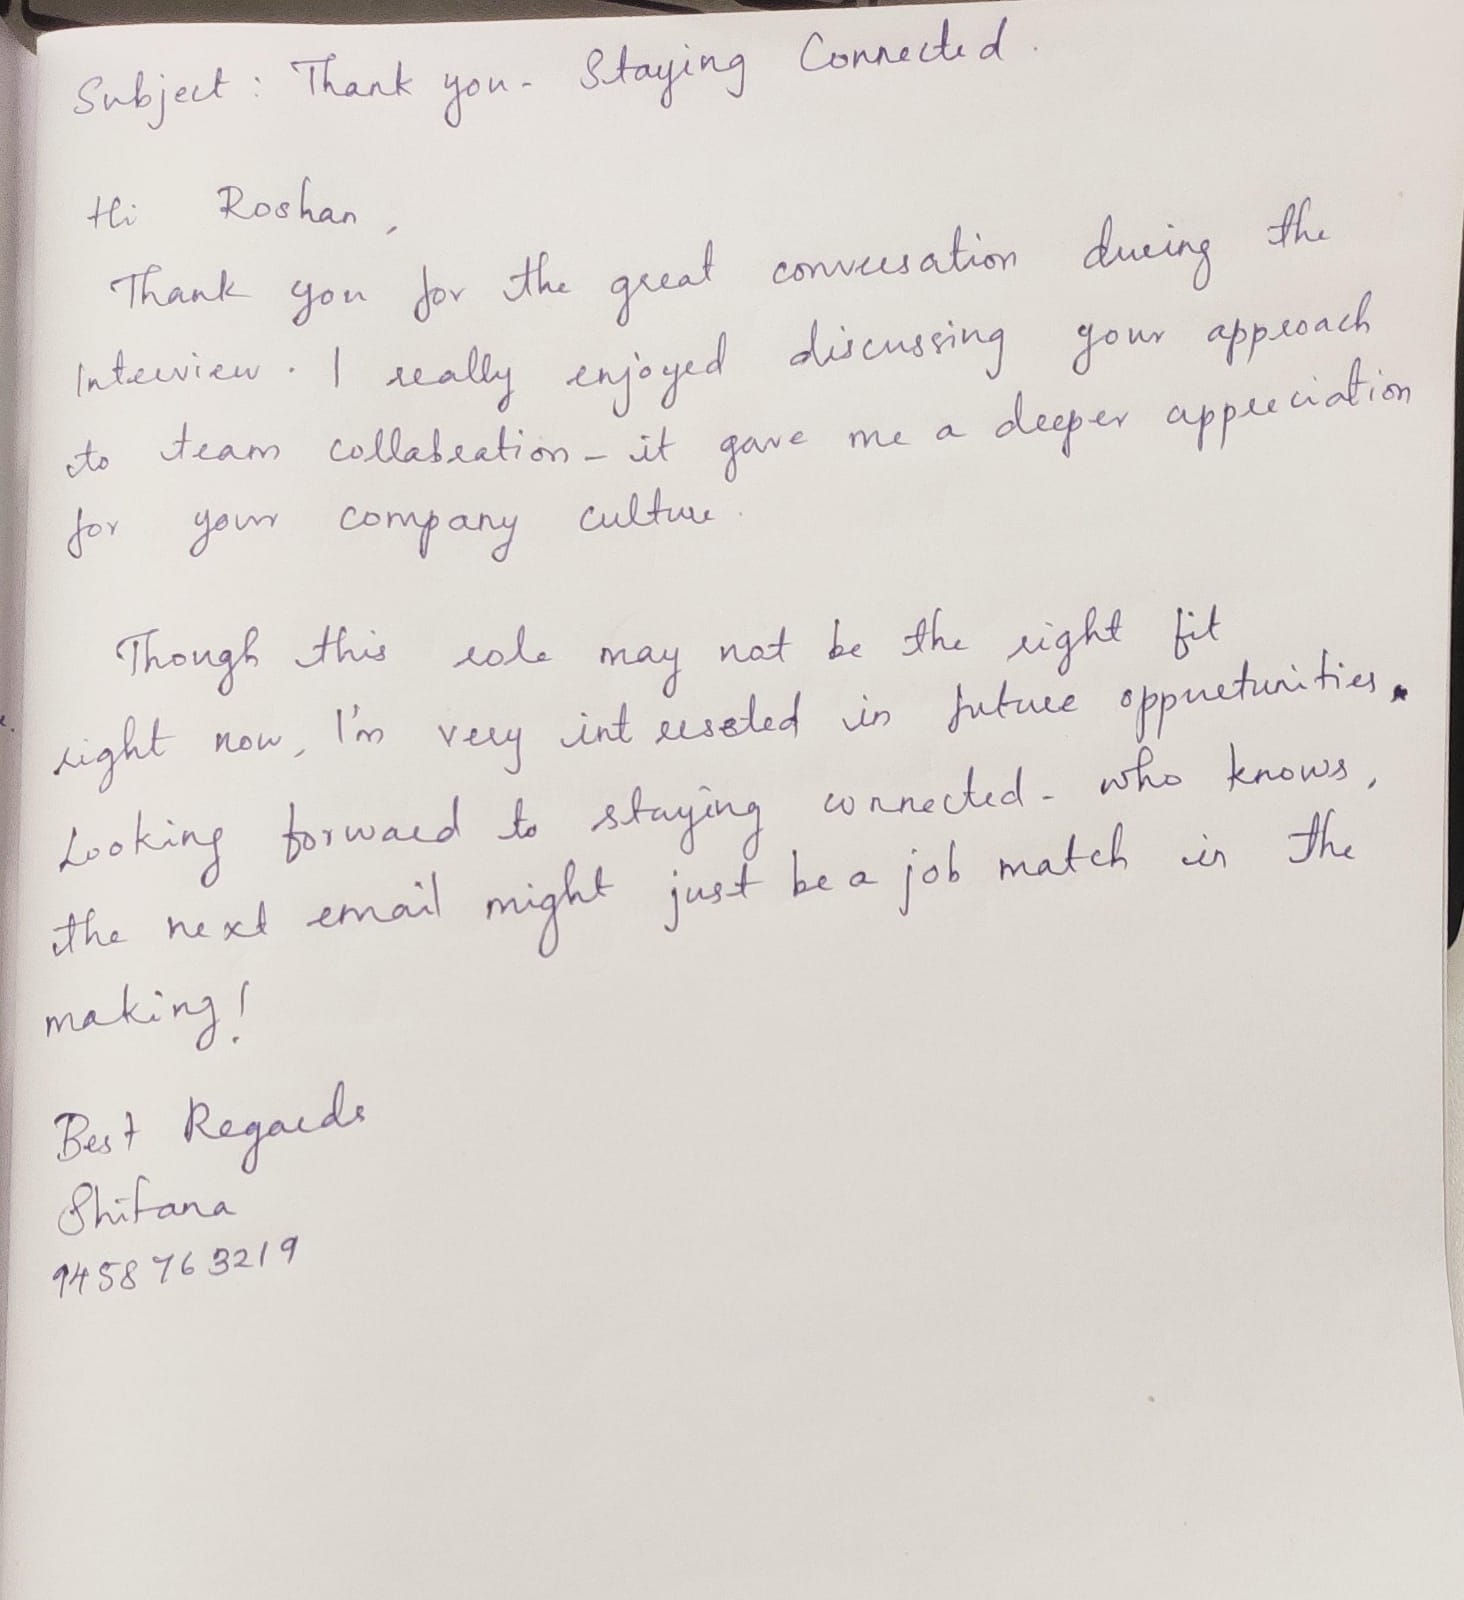 Subject : Thank you - Staying Connected .
Hi Roshan ,
Thank you for the great conversation during the
Interview . I really enjoyed discussing your approach
to team collabration - it gave me a deeper appreciation
for your company culture .
Though this role may not be the right fit
right now, I'm very interested in future oppurtunities .
Looking forward to staying connected - who knows ,
the next email might just be a job match in the
making !
Best Regards
Shifana
9458763219